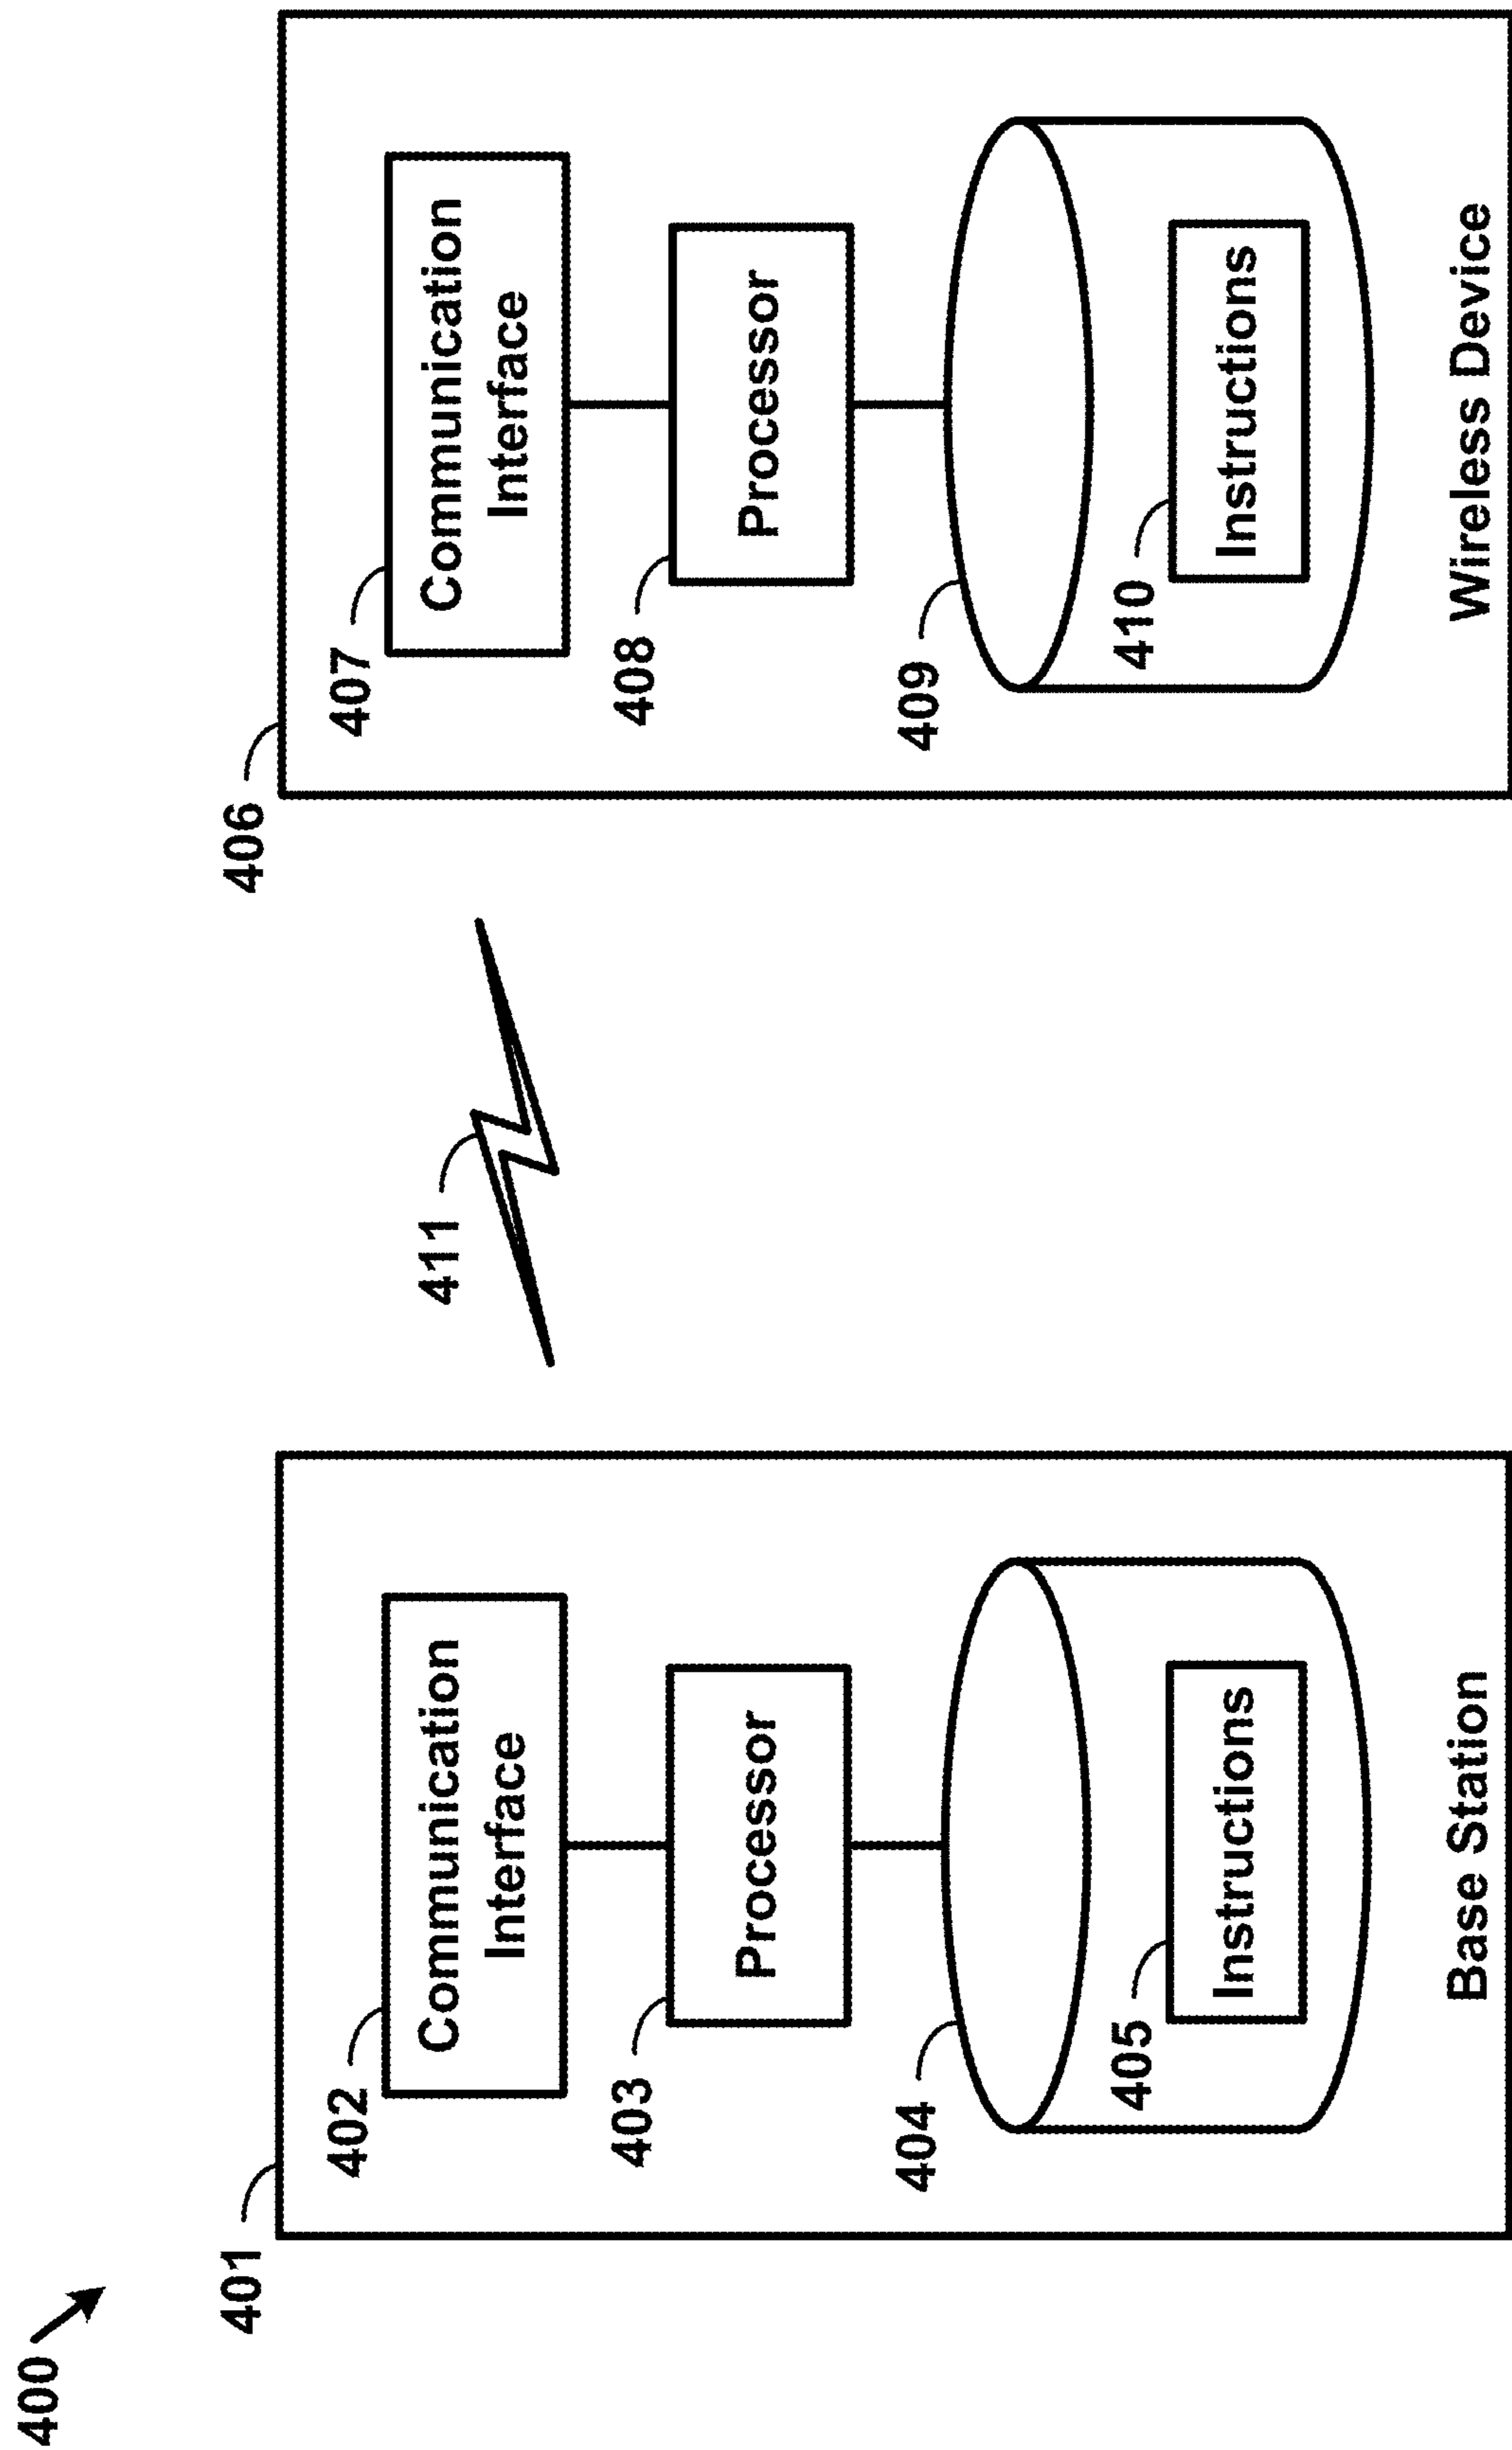 400
401
402
Communication
Interface
403
Processor
404
405
Instructions
Base Station
411
406
407
Communication
Interface
408
Processor
409
410
Instructions
Wireless Device